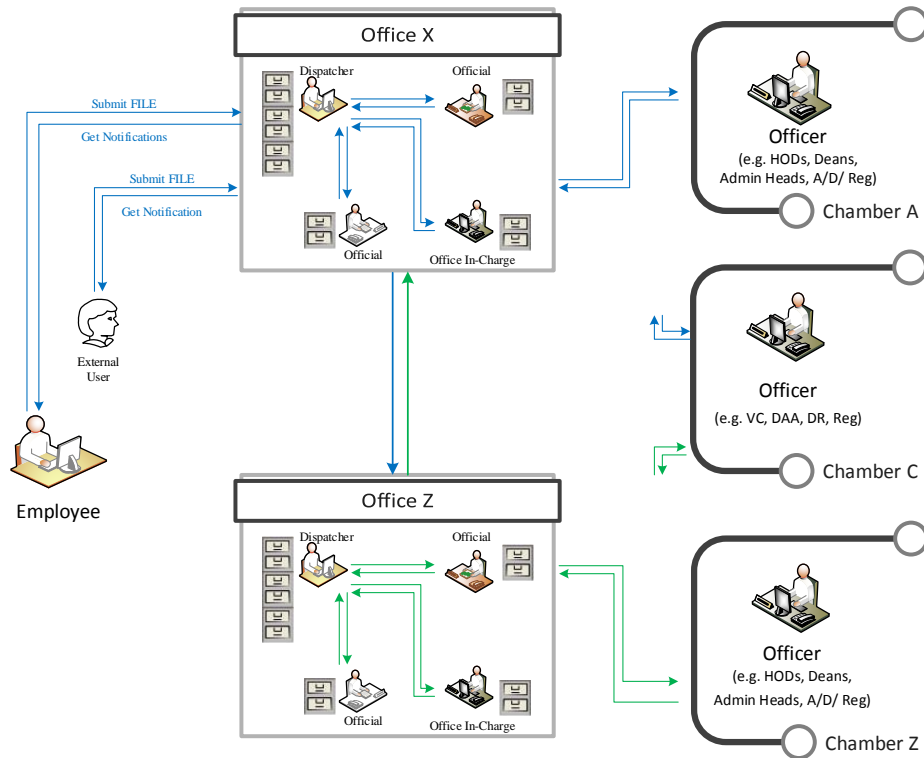 Office X
Dispatcher
Official
Submit FILE
Get Notifications
Submit FILE
Get Notification
Official
Office In-Charge
External
User
Employee
Officer
(e.g. HODs, Deans,
Admin Heads, A/D/ Reg)
Chamber A
Officer
(e.g. VC, DAA, DR, Reg)
Chamber C
Office Z
Dispatcher
Official
Official
Office In-Charge
Officer
(e.g. HODs, Deans,
Admin Heads, A/D/ Reg)
Chamber Z